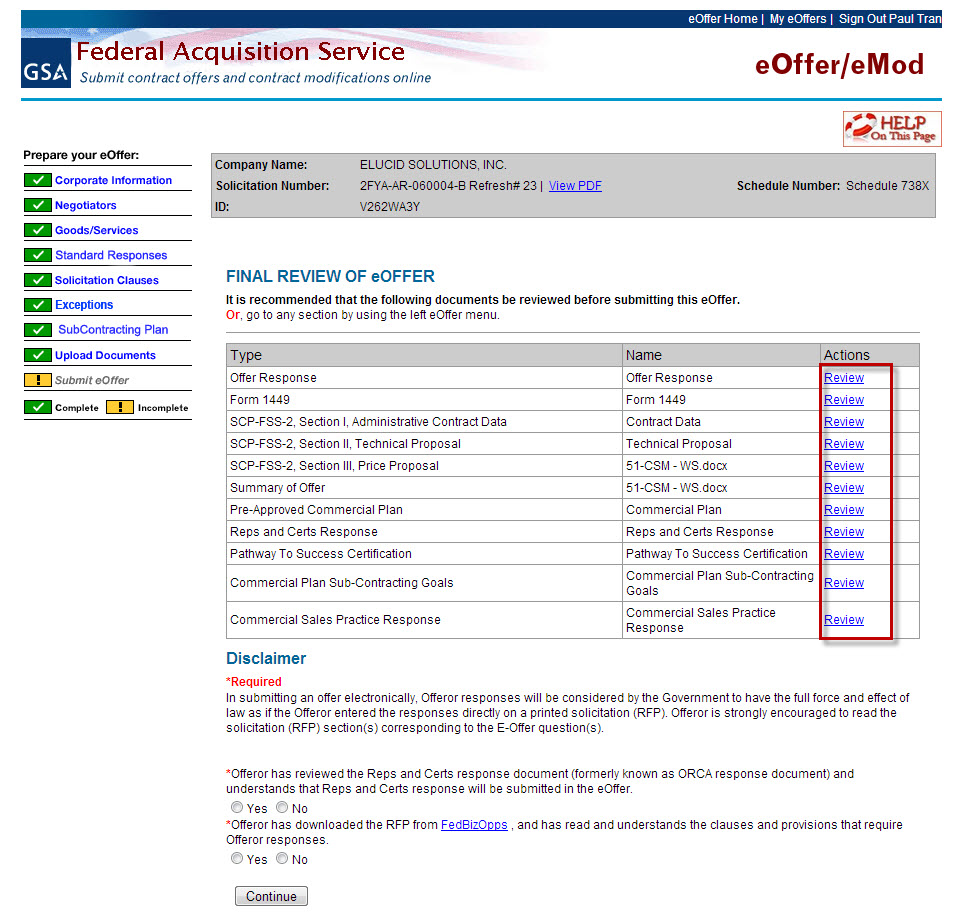 eOffer Home | My eOffers | Sign Out Paul Tran
GSA
Federal Acquisition Service
Submit contract offers and contract modifications online
eOffer/eMod
HELP
On This Page
Prepare your eOffer:
Corporate Information
Negotiators
Goods/Services
Standard Responses
Solicitation Clauses
Exceptions
SubContracting Plan
Upload Documents
! Submit eOffer
Complete ! Incomplete
Company Name: ELUCID SOLUTIONS, INC.
Solicitation Number: 2FYA-AR-060004-B Refresh# 23 | View PDF Schedule Number: Schedule 738X
ID: V262WA3Y
FINAL REVIEW OF eOFFER
It is recommended that the following documents be reviewed before submitting this eOffer.
Or, go to any section by using the left eOffer menu.
Type Name Actions
Offer Response Offer Response Review
Form 1449 Form 1449 Review
SCP-FSS-2, Section I, Administrative Contract Data Contract Data Review
SCP-FSS-2, Section II, Technical Proposal Technical Proposal Review
SCP-FSS-2, Section III, Price Proposal 51-CSM - WS.docx Review
Summary of Offer 51-CSM - WS.docx Review
Pre-Approved Commercial Plan Commercial Plan Review
Reps and Certs Response Reps and Certs Response Review
Pathway To Success Certification Pathway To Success Certification Review
Commercial Plan Sub-Contracting Goals Commercial Plan Sub-Contracting Review
Goals
Commercial Sales Practice Response Commercial Sales Practice Review
Response
Disclaimer
*Required
In submitting an offer electronically, Offeror responses will be considered by the Government to have the full force and effect of
law as if the Offeror entered the responses directly on a printed solicitation (RFP). Offeror is strongly encouraged to read the
solicitation (RFP) section(s) corresponding to the E-Offer question(s).
*Offeror has reviewed the Reps and Certs response document (formerly known as ORCA response document) and
understands that Reps and Certs response will be submitted in the eOffer.
Yes No
*Offeror has downloaded the RFP from FedBizOpps , and has read and understands the clauses and provisions that require
Offeror responses.
Yes No
Continue